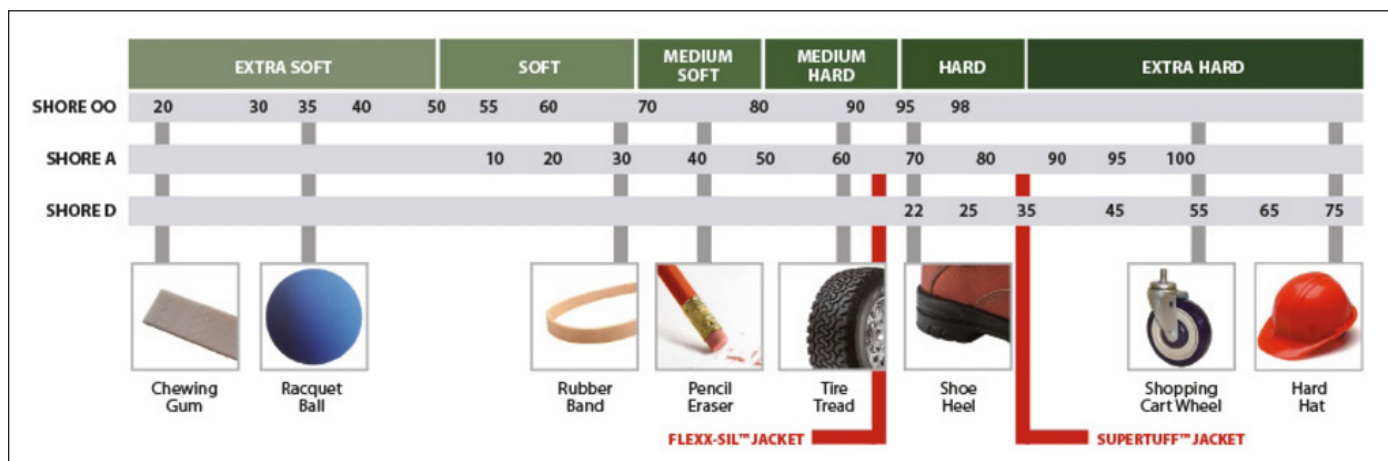 EXTRA SOFT
SOFT
MEDIUM
SOFT
MEDIUM
HARD
HARD
EXTRA HARD
SHORE OO 20 30 35 40 50 55 60 70 80 90 95 98
SHORE A 10 20 30 40 50 60 70 80 90 95 100
SHORE D 22 25 35 45 55 65 75
Chewing
Gum
Racquet
Ball
Rubber
Band
Pencil
Eraser
Tire
Tread
Shoe
Heel
Shopping
Cart Wheel
Hard
Hat
FLEXX-SIL™ JACKET
SUPERTUFF™ JACKET